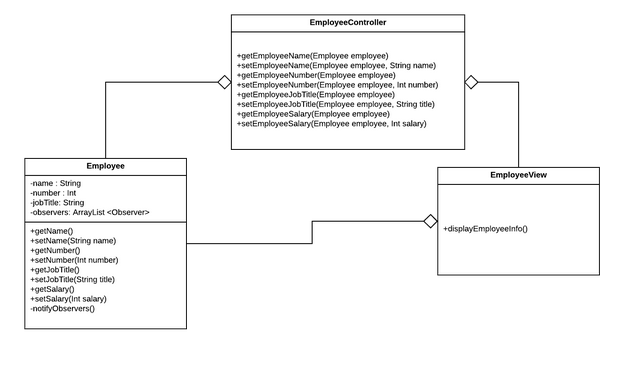 EmployeeController
+getEmployeeName(Employee employee)
+setEmployeeName(Employee employee, String name)
+getEmployeeNumber(Employee employee)
+setEmployeeNumber(Employee employee, Int number)
+getEmployeeJobTitle(Employee employee)
+setEmployeeJobTitle(Employee employee, String title)
+getEmployeeSalary(Employee employee)
+setEmployeeSalary(Employee employee, Int salary)
Employee
-name : String
-number : Int
-jobTitle: String
-observers: ArrayList <Observer>
+getName()
+setName(String name)
+getNumber()
+setNumber(Int number)
+getJobTitle()
+setJobTitle(String title)
+getSalary()
+setSalary(Int salary)
-notifyObservers()
EmployeeView
+displayEmployeeInfo()